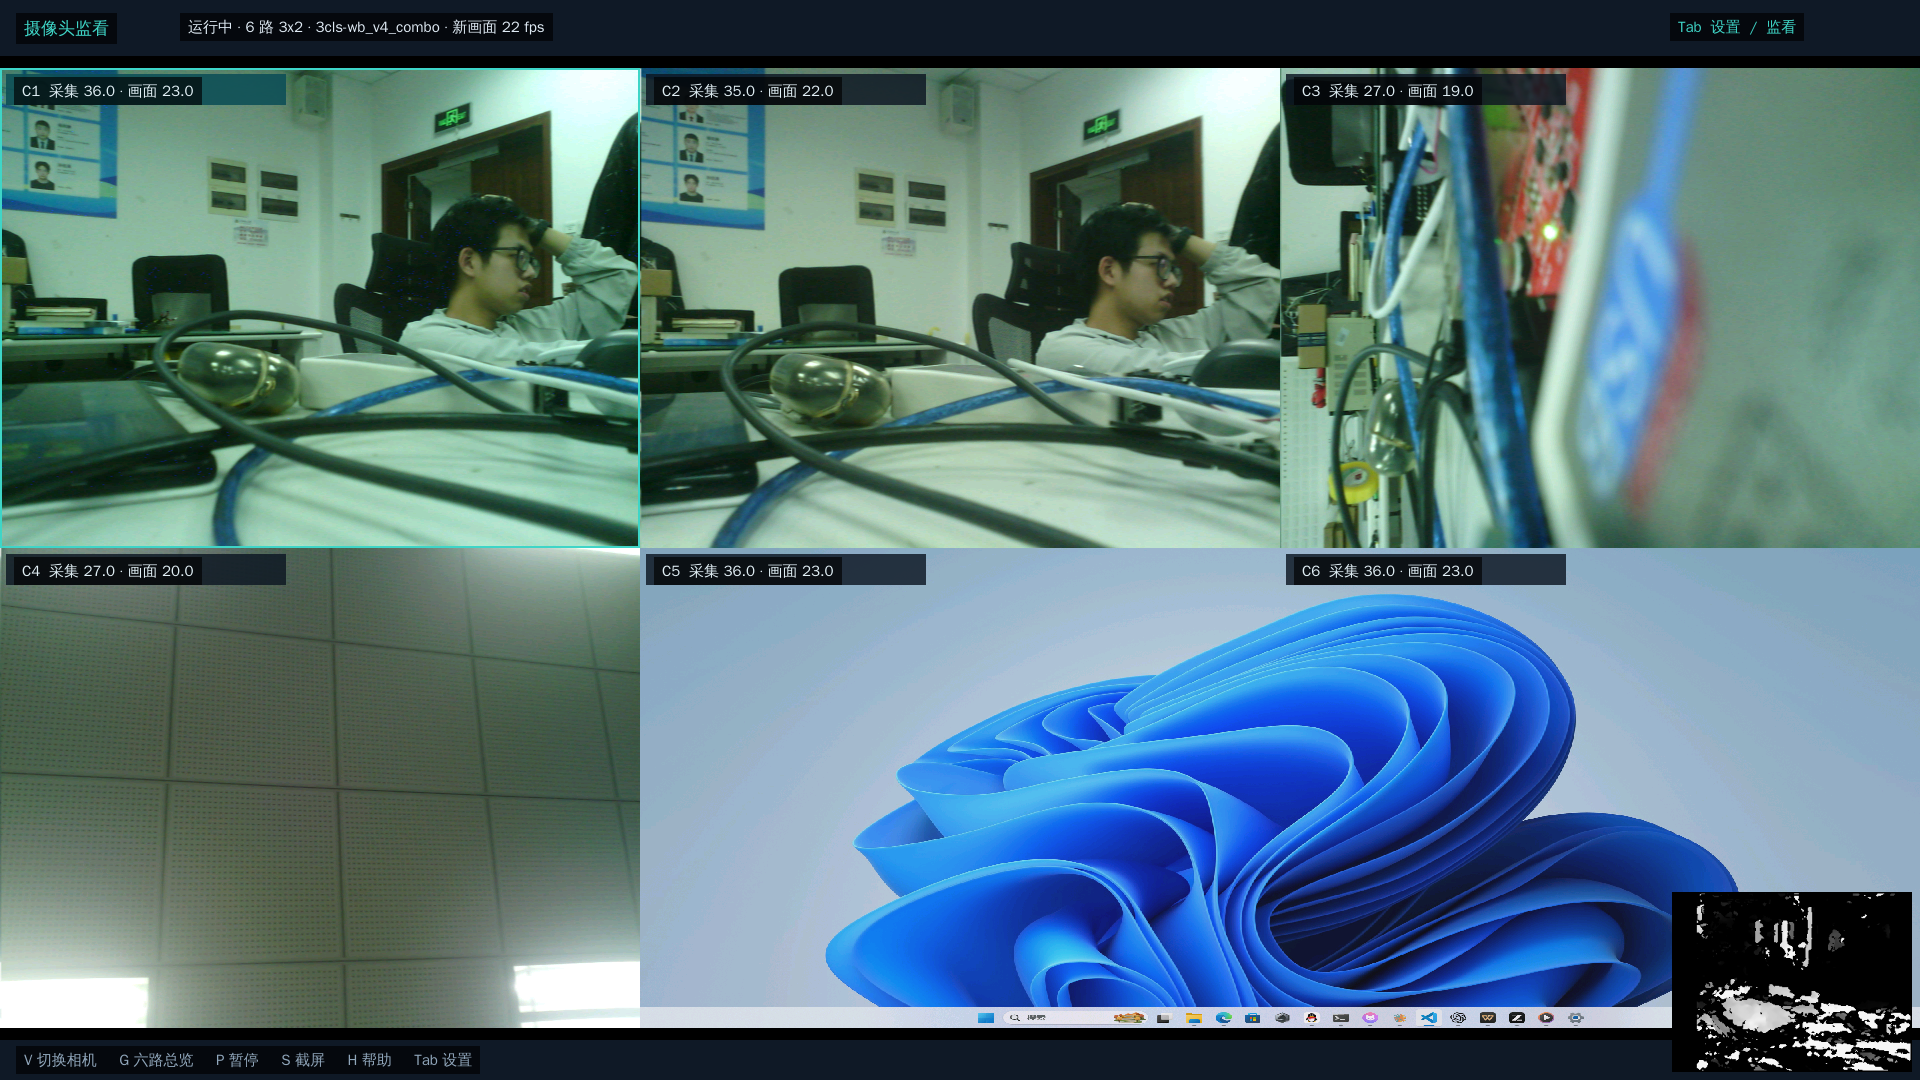 摄像头监看
运行中 · 6 路 3x2 · 3cls-wb_v4_combo · 新画面 22 fps
Tab 设置 / 监看
C1 采集 36.0 · 画面 23.0
C2 采集 35.0 · 画面 22.0
C3 采集 27.0 · 画面 19.0
C4 采集 27.0 · 画面 20.0
C5 采集 36.0 · 画面 23.0
C6 采集 36.0 · 画面 23.0
搜索
V 切换相机 G 六路总览 P 暂停 S 截屏 H 帮助 Tab 设置